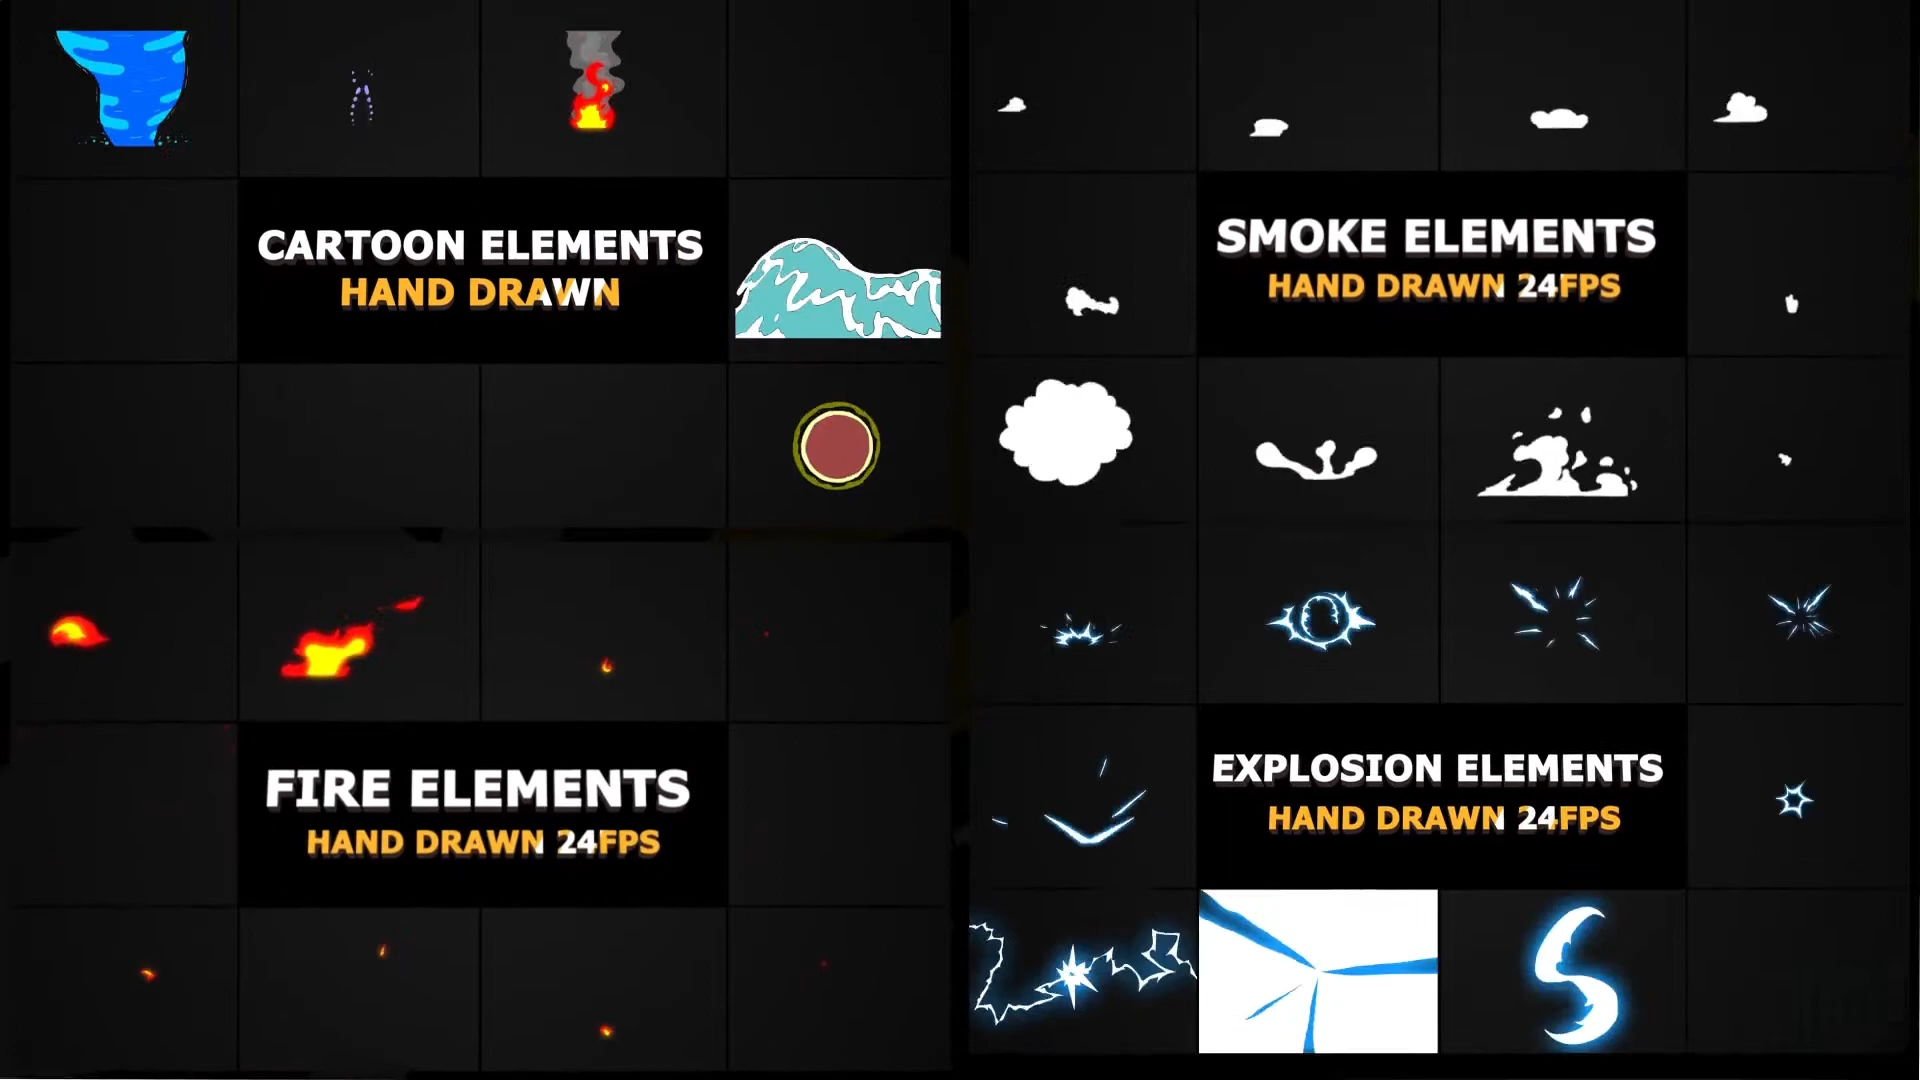 CARTOON ELEMENTS
HAND DRAWN
SMOKE ELEMENTS
HAND DRAWN 24FPS
FIRE ELEMENTS
HAND DRAWN 24FPS
EXPLOSION ELEMENTS
HAND DRAWN 24FPS